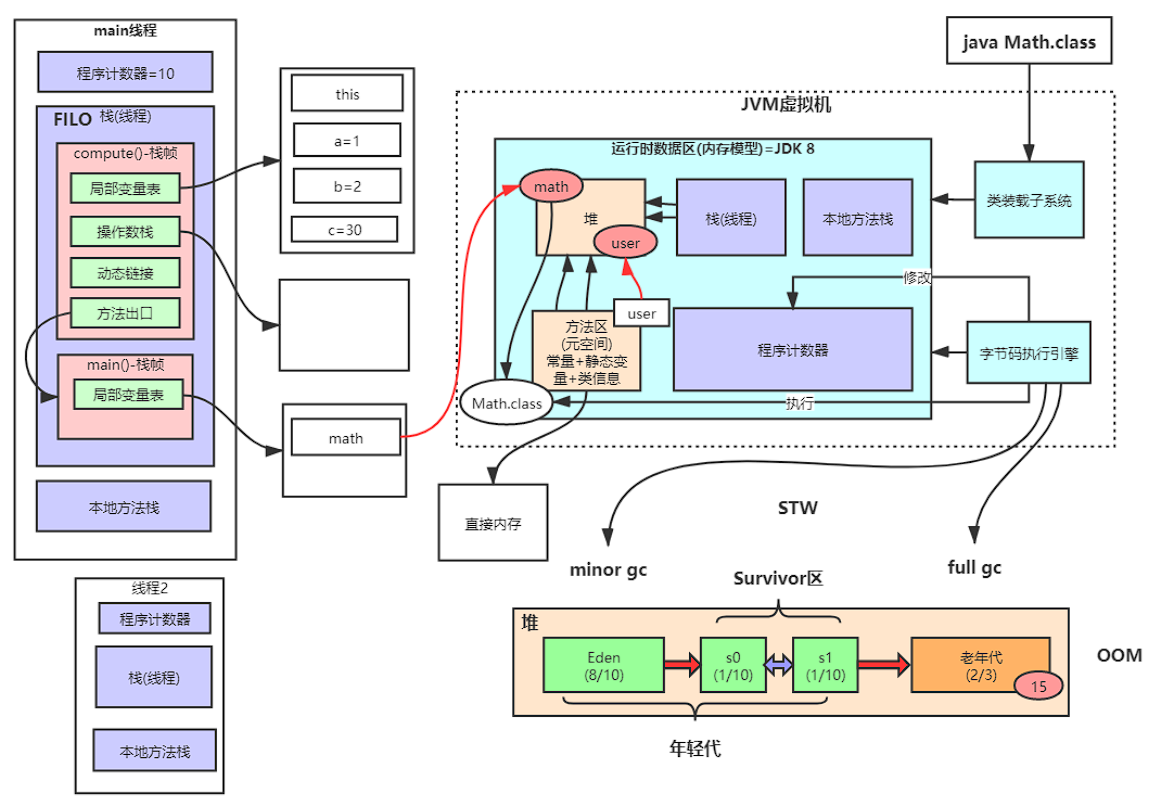 main线程
程序计数器=10
FILO
栈(线程)
compute()-栈帧
局部变量表
操作数栈
动态链接
方法出口
main()-栈帧
局部变量表
本地方法栈
this
a=1
b=2
c=30
math
线程2
程序计数器
栈(线程)
本地方法栈
java Math.class
JVM虚拟机
运行时数据区(内存模型)=JDK 8
math
堆
user
栈(线程)
本地方法栈
类装载子系统
修改
user
方法区
(元空间)
常量+静态变
量+类信息
程序计数器
字节码执行引擎
Math.class
执行
直接内存
STW
minor gc
full gc
Survivor区
堆
Eden
(8/10)
s0
(1/10)
s1
(1/10)
老年代
(2/3)
15
OOM
年轻代